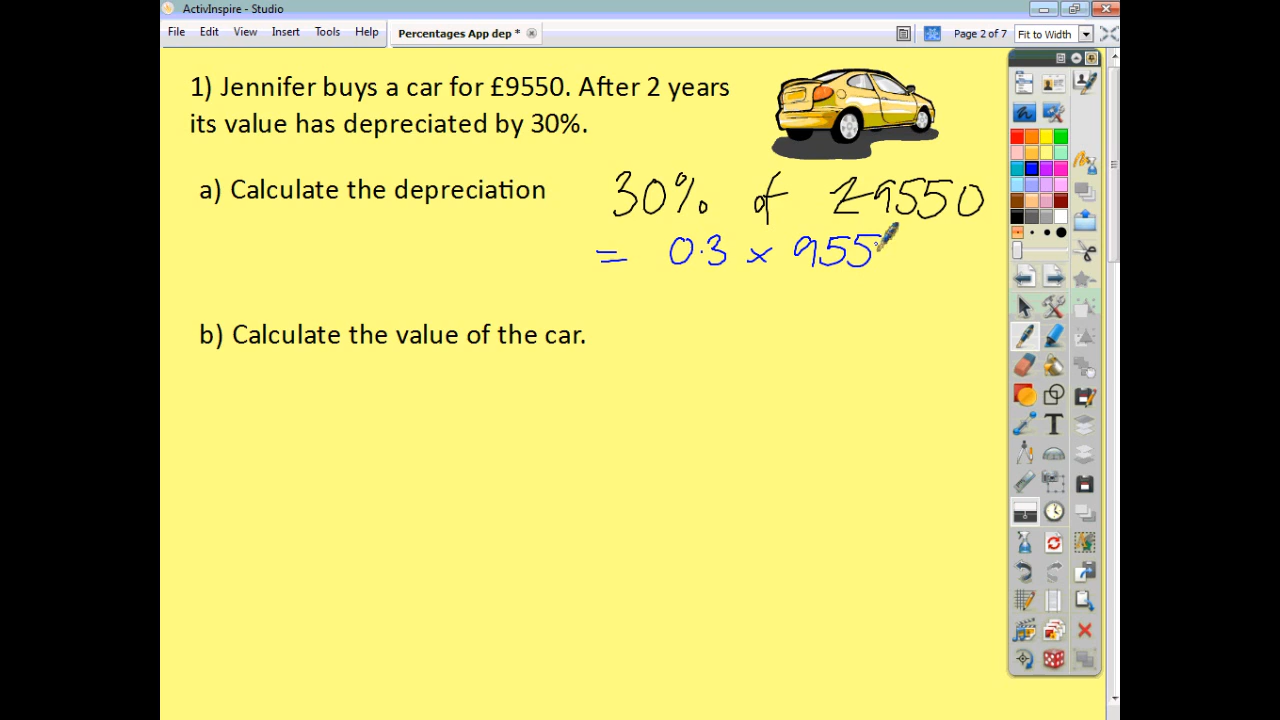 ActivInspire - Studio
File Edit View Insert Tools Help
Percentages App dep *
Page 2 of 7
Fit to Width
1) Jennifer buys a car for £9550. After 2 years
its value has depreciated by 30%.
a) Calculate the depreciation
30% of £9550
= 0.3 × 955
b) Calculate the value of the car.